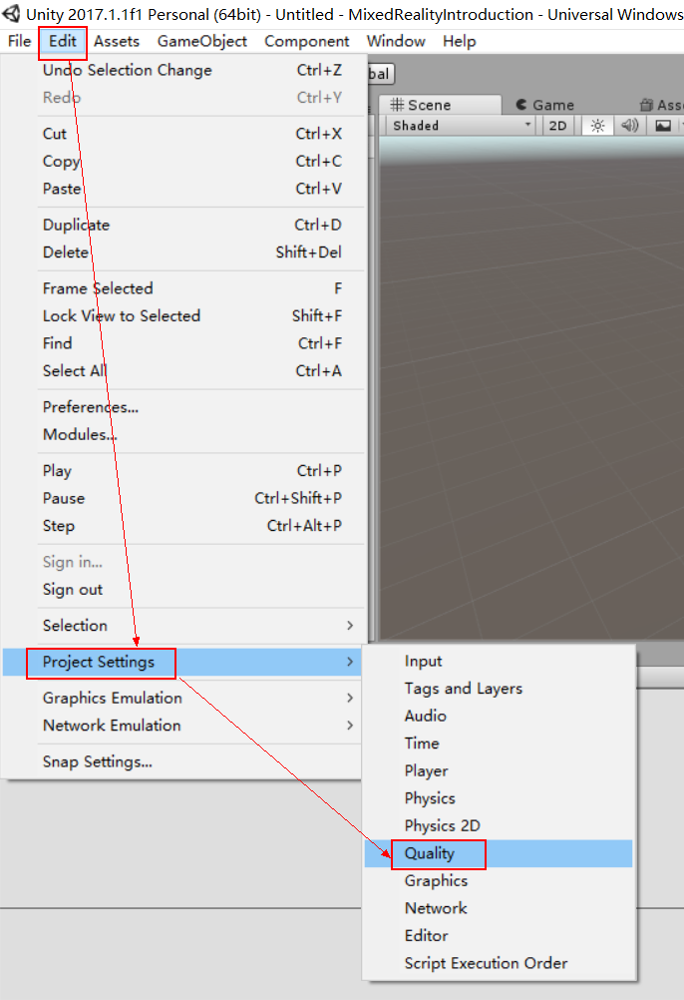 Unity 2017.1.1f1 Personal (64bit) - Untitled - MixedRealityIntroduction - Universal Windows
File Edit Assets GameObject Component Window Help
Undo Selection Change Ctrl+Z
bal
Redo Ctrl+Y
Scene Game Ass
Shaded 2D
Cut Ctrl+X
Copy Ctrl+C
Paste Ctrl+V
Duplicate Ctrl+D
Delete Shift+Del
Frame Selected F
Lock View to Selected Shift+F
Find Ctrl+F
Select All Ctrl+A
Preferences...
Modules...
Play Ctrl+P
Pause Ctrl+Shift+P
Step Ctrl+Alt+P
Sign in...
Sign out
Selection
Project Settings
Graphics Emulation
Network Emulation
Snap Settings...
Input
Tags and Layers
Audio
Time
Player
Physics
Physics 2D
Quality
Graphics
Network
Editor
Script Execution Order